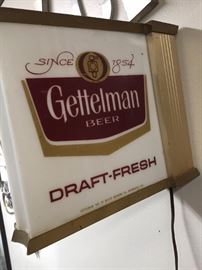 SINCE 1854
Gettelman
BEER
DRAFT-FRESH